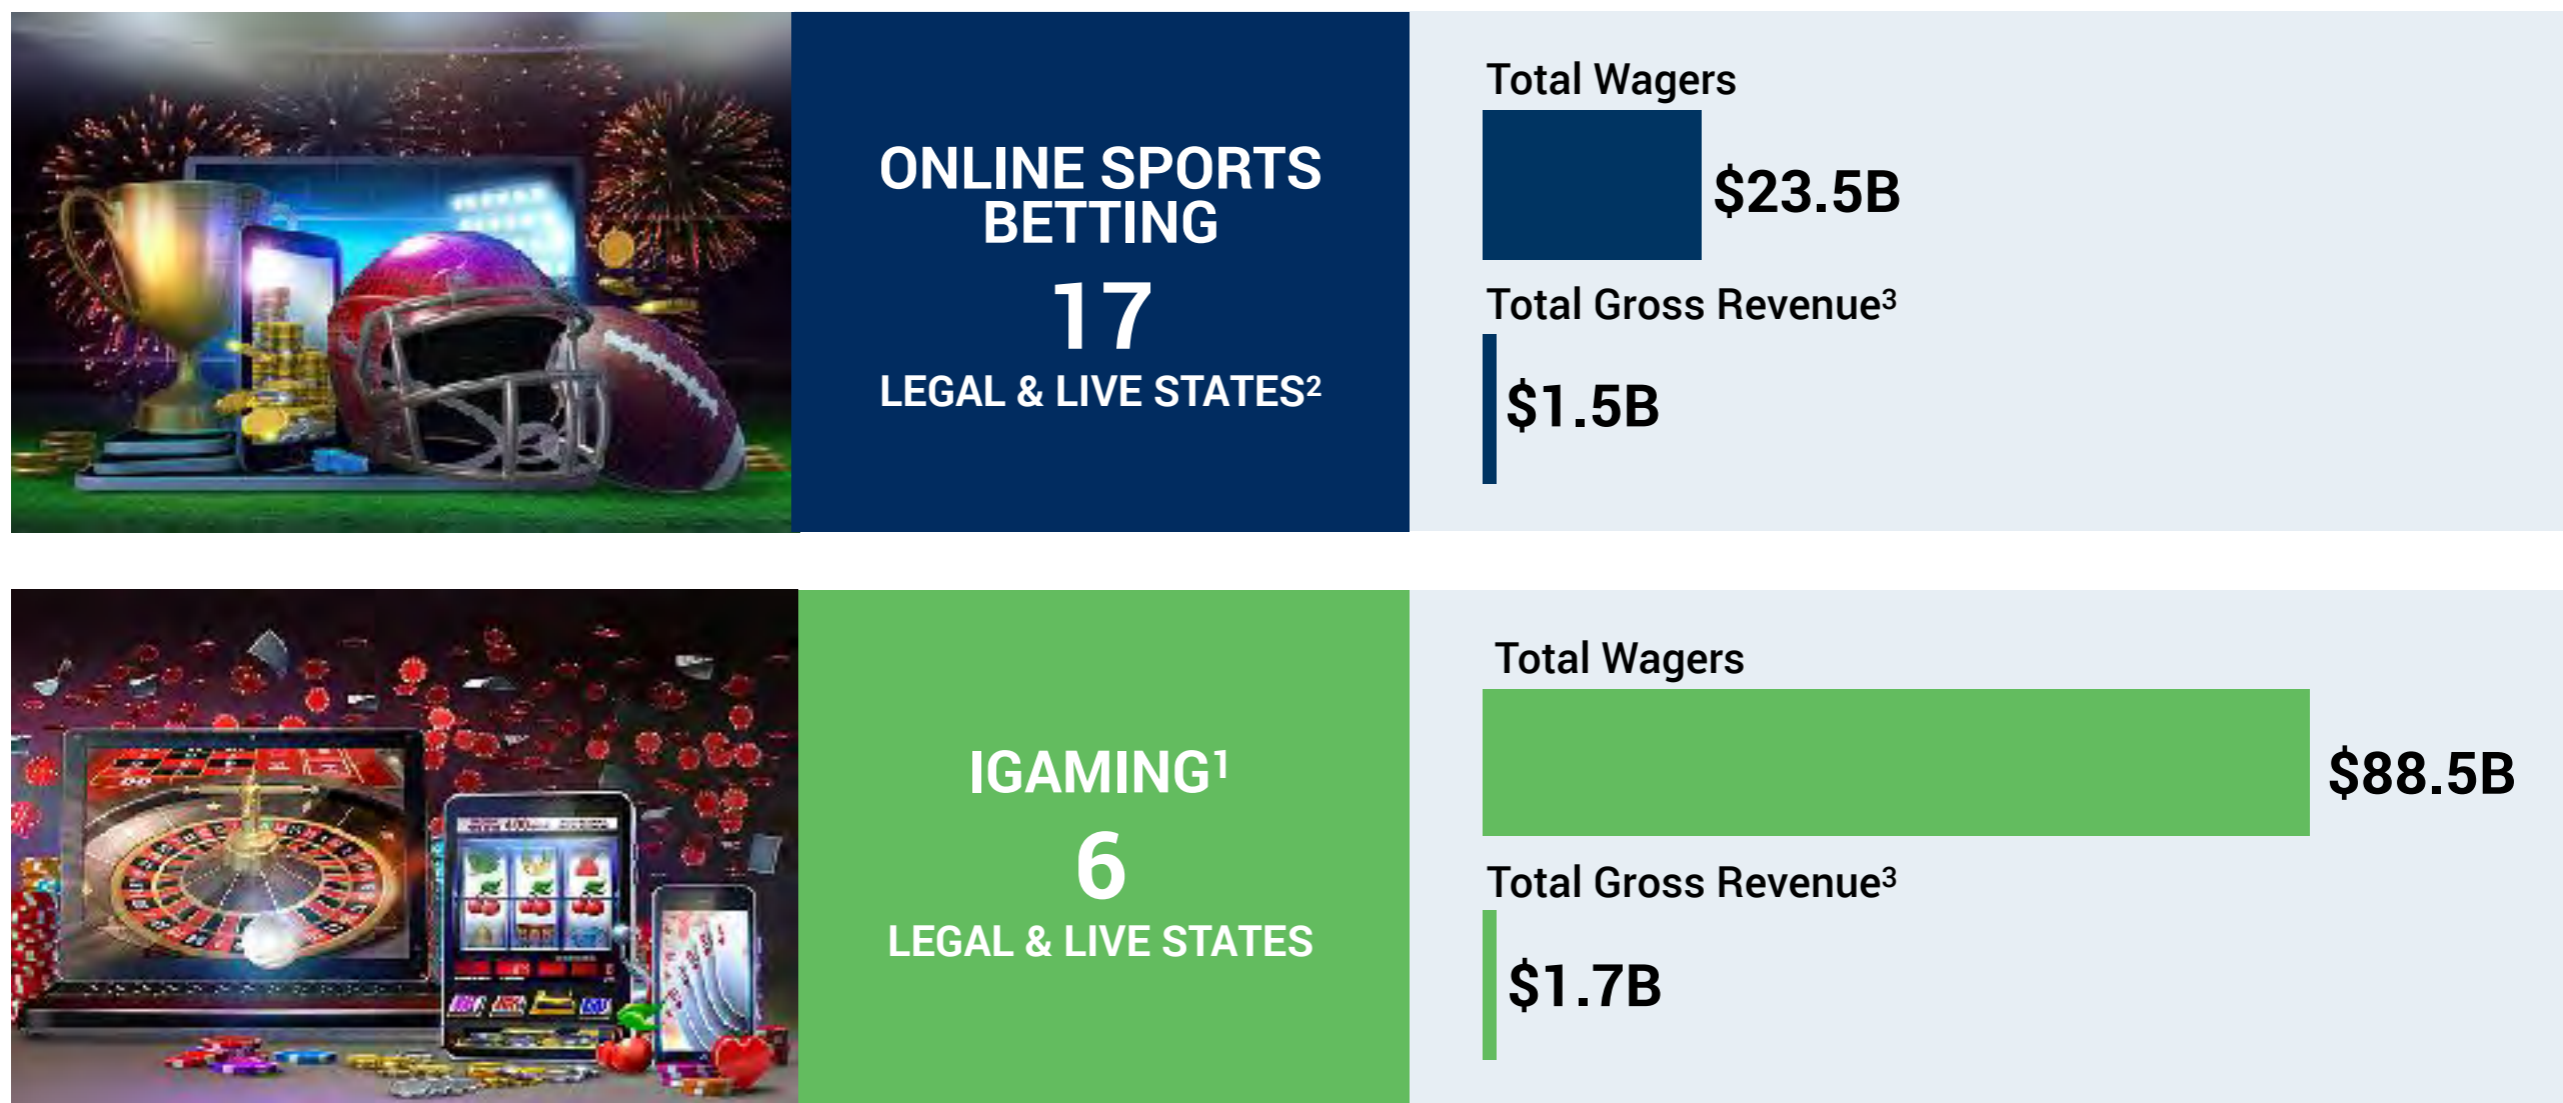 ONLINE SPORTS
BETTING
17
LEGAL & LIVE STATES²
Total Wagers
$23.5B
Total Gross Revenue³
$1.5B
IGAMING¹
6
LEGAL & LIVE STATES
Total Wagers
$88.5B
Total Gross Revenue³
$1.7B